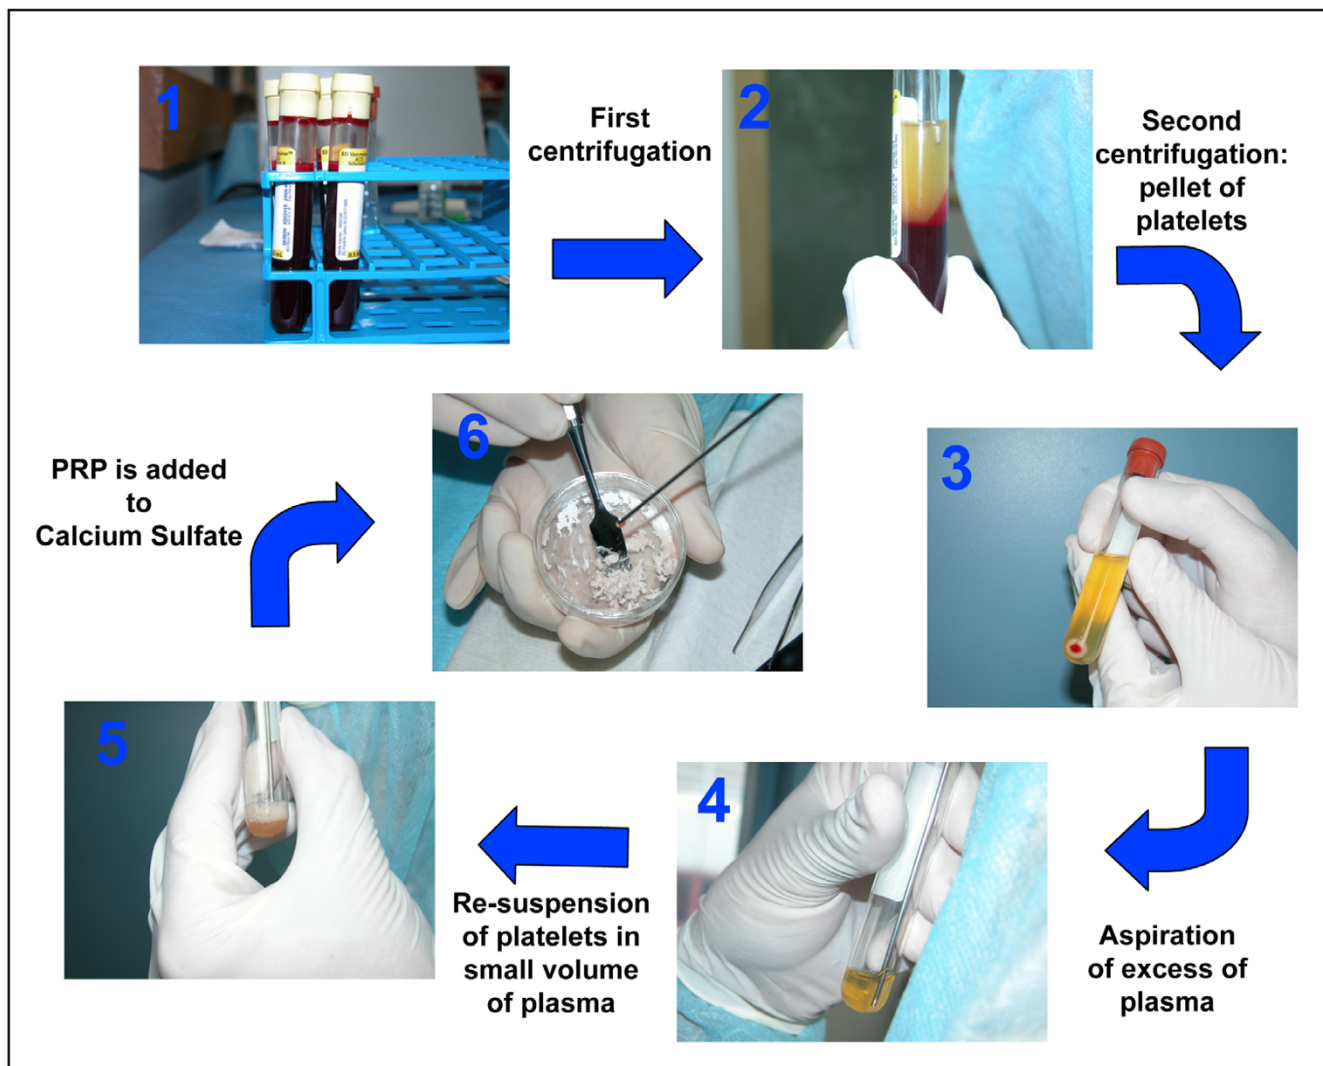 1
First
centrifugation
2
Second
centrifugation:
pellet of
platelets
3
Aspiration
of excess of
plasma
4
Re-suspension
of platelets in
small volume
of plasma
5
PRP is added
to
Calcium Sulfate
6